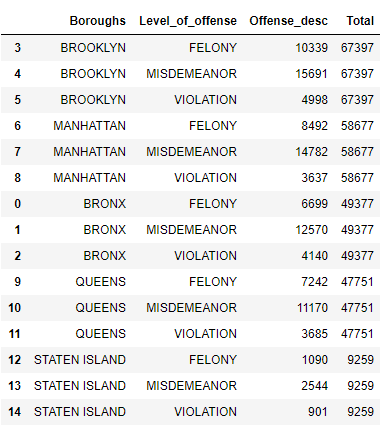 Boroughs Level_of_offense Offense_desc Total
3 BROOKLYN FELONY 10339 67397
4 BROOKLYN MISDEMEANOR 15691 67397
5 BROOKLYN VIOLATION 4998 67397
6 MANHATTAN FELONY 8492 58677
7 MANHATTAN MISDEMEANOR 14782 58677
8 MANHATTAN VIOLATION 3637 58677
0 BRONX FELONY 6699 49377
1 BRONX MISDEMEANOR 12570 49377
2 BRONX VIOLATION 4140 49377
9 QUEENS FELONY 7242 47751
10 QUEENS MISDEMEANOR 11170 47751
11 QUEENS VIOLATION 3685 47751
12 STATEN ISLAND FELONY 1090 9259
13 STATEN ISLAND MISDEMEANOR 2544 9259
14 STATEN ISLAND VIOLATION 901 9259